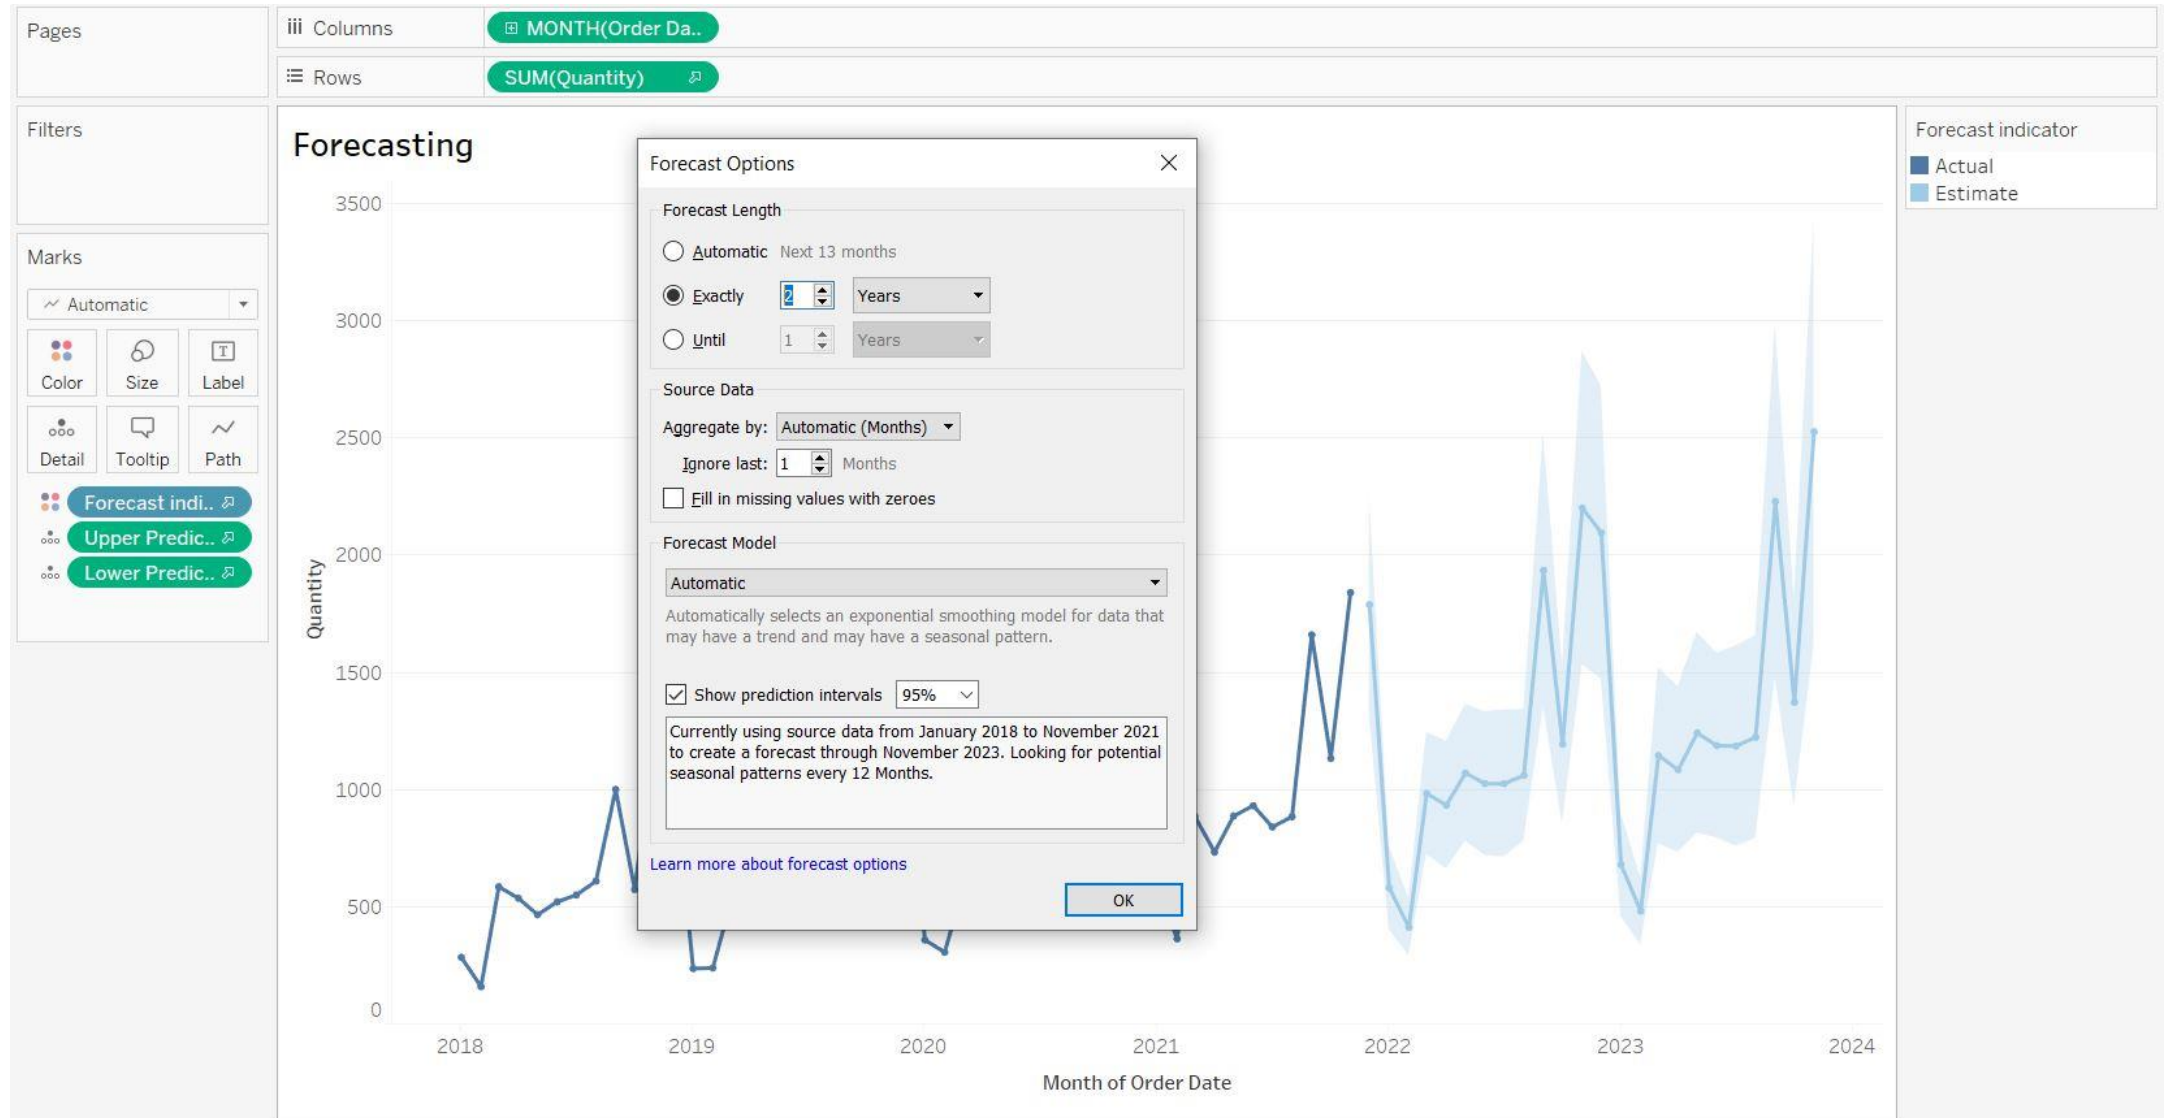 Pages
Columns
MONTH(Order Da..
Rows
SUM(Quantity)
Filters
Marks
Automatic
Color
Size
Label
Detail
Tooltip
Path
Forecast indi..
Upper Predic..
Lower Predic..
Forecasting
3500
3000
2500
2000
1500
1000
500
0
Quantity
2018
2019
2020
2021
2022
2023
2024
Month of Order Date
Forecast Options
Forecast Length
Automatic Next 13 months
Exactly 2 Years
Until 1 Years
Source Data
Aggregate by: Automatic (Months)
Ignore last: 1 Months
Fill in missing values with zeroes
Forecast Model
Automatic
Automatically selects an exponential smoothing model for data that
may have a trend and may have a seasonal pattern.
Show prediction intervals 95%
Currently using source data from January 2018 to November 2021
to create a forecast through November 2023. Looking for potential
seasonal patterns every 12 Months.
Learn more about forecast options
OK
Forecast indicator
Actual
Estimate